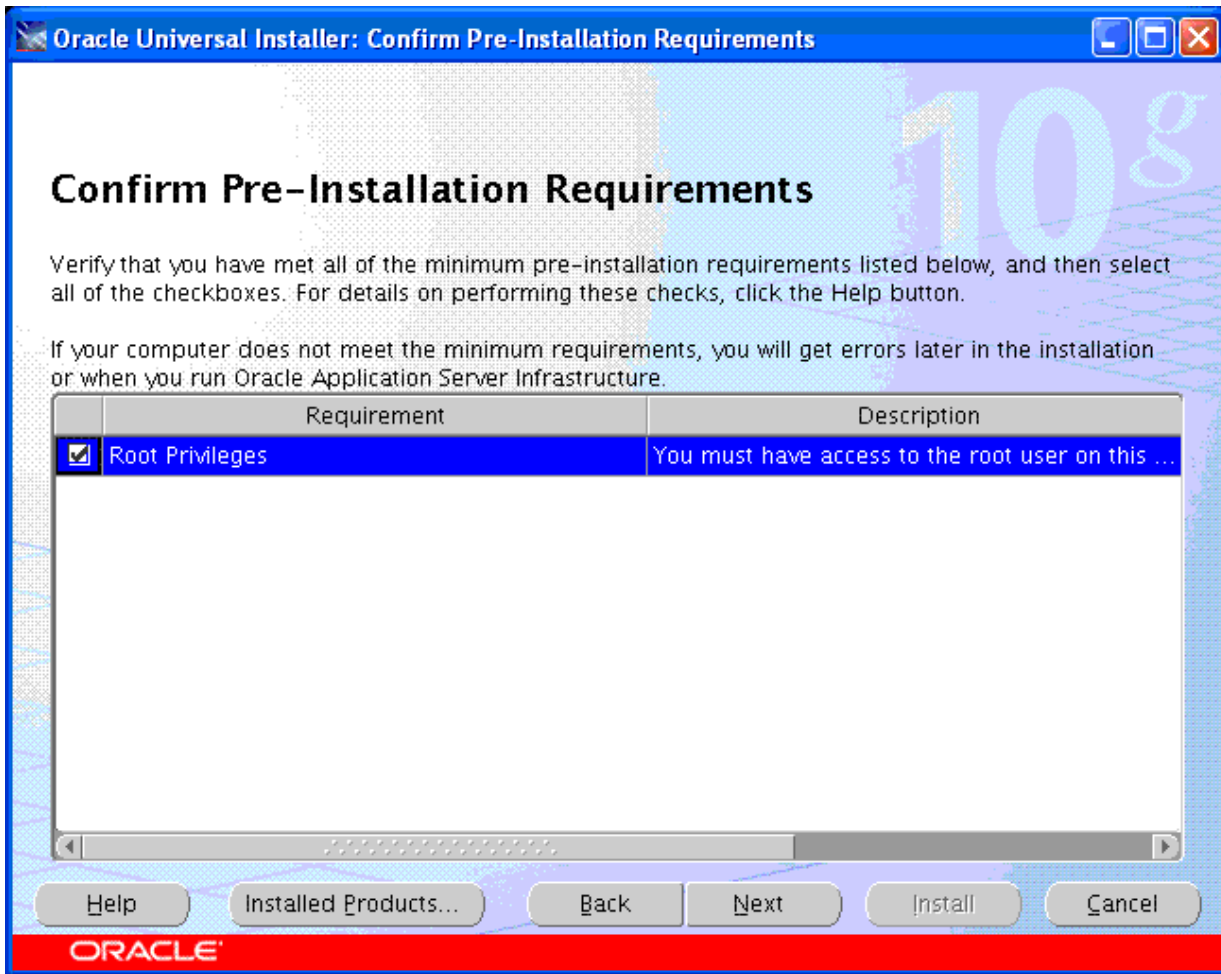 Oracle Universal Installer: Confirm Pre-Installation Requirements
10g
Confirm Pre-Installation Requirements
Verify that you have met all of the minimum pre-installation requirements listed below, and then select
all of the checkboxes. For details on performing these checks, click the Help button.
If your computer does not meet the minimum requirements, you will get errors later in the installation
or when you run Oracle Application Server Infrastructure.
Requirement Description
Root Privileges You must have access to the root user on this ...
Help Installed Products... Back Next Install Cancel
ORACLE